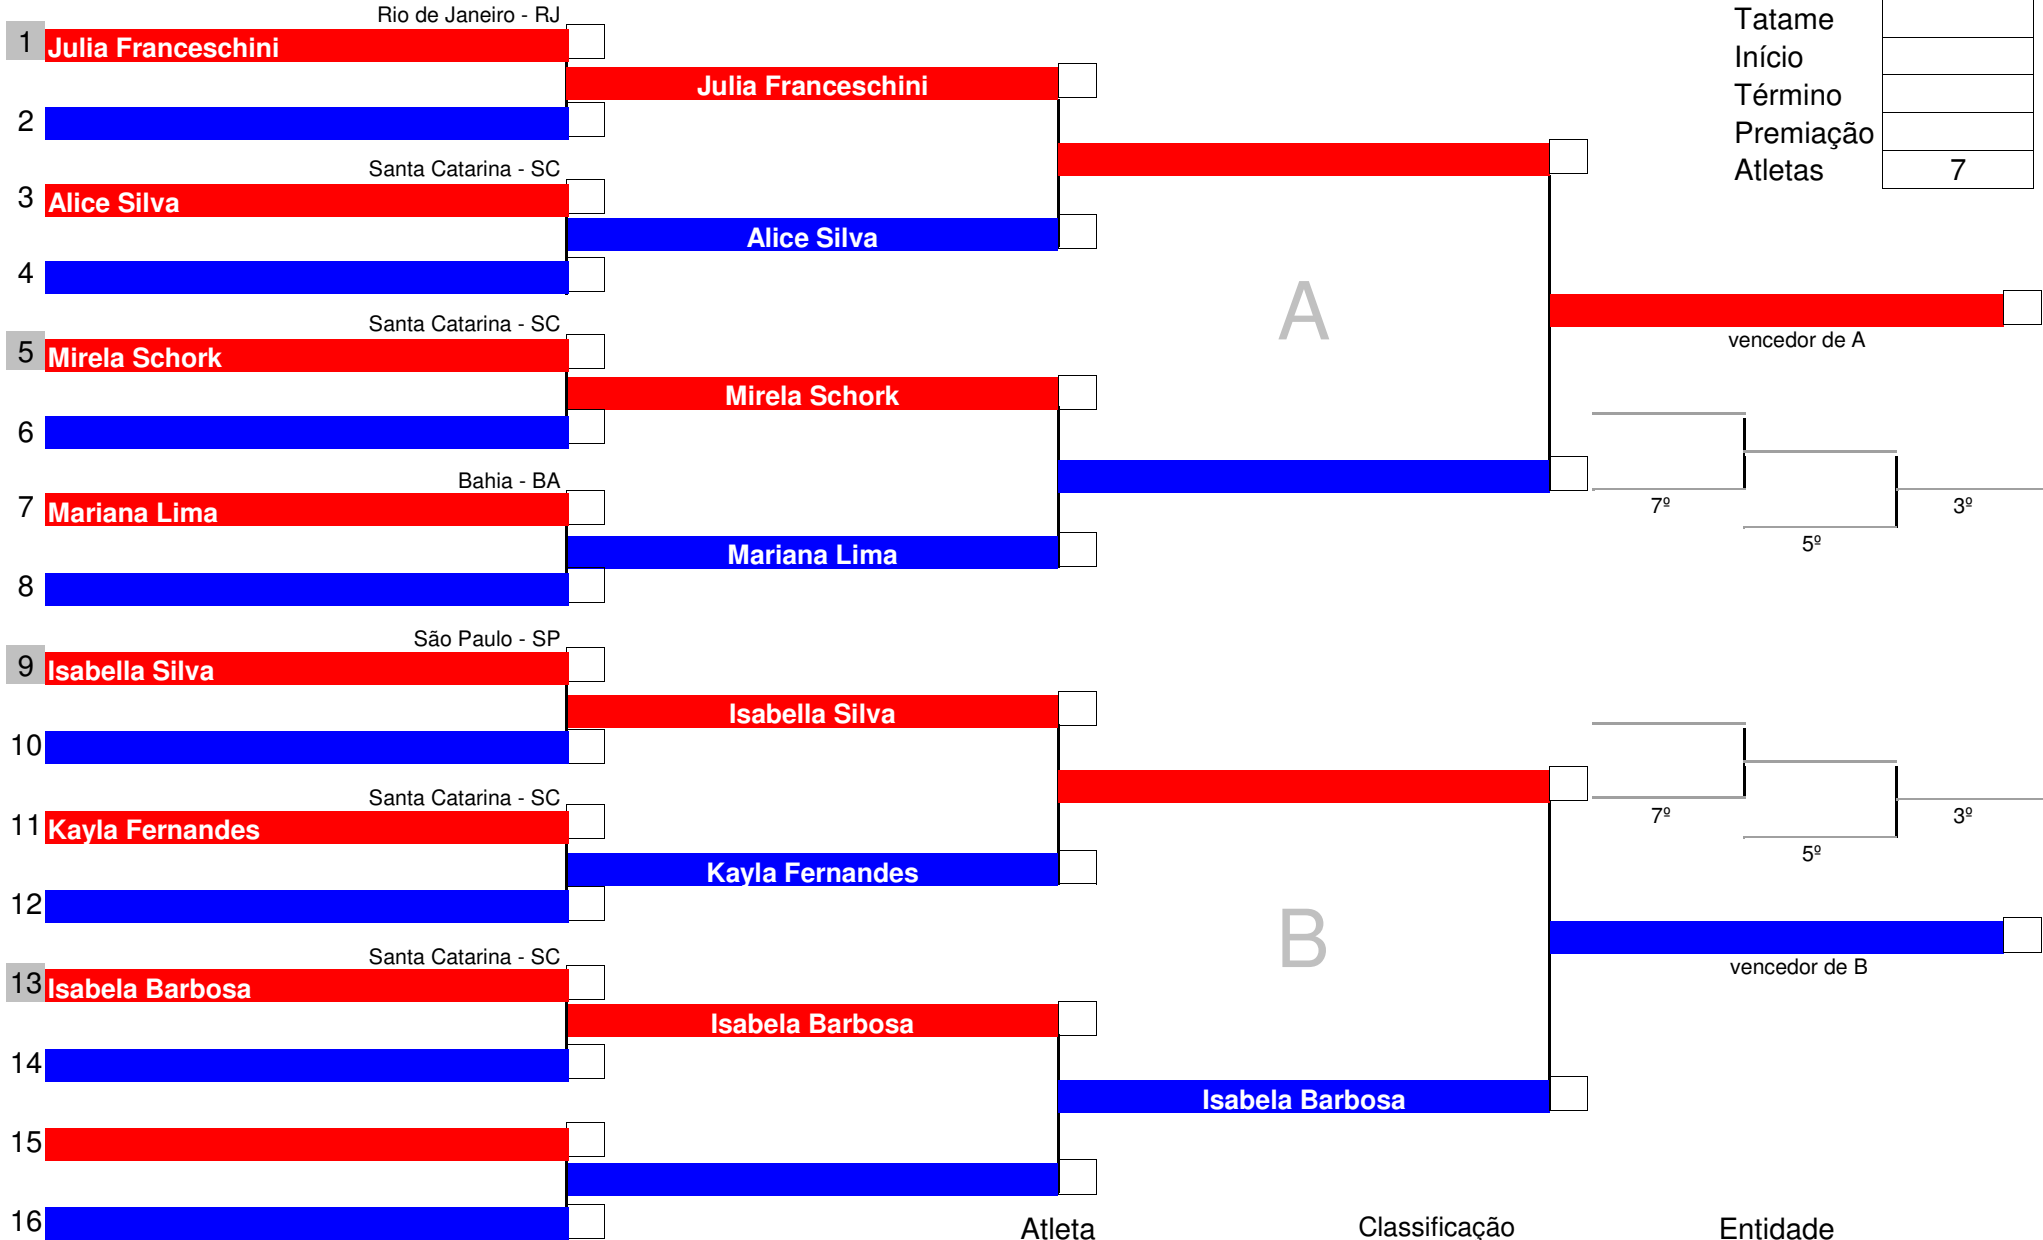 Rio de Janeiro - RJ
1 Julia Franceschini
Julia Franceschini
2
Santa Catarina - SC
3 Alice Silva
Alice Silva
4
Santa Catarina - SC
5 Mirela Schork
Mirela Schork
6
Bahia - BA
7 Mariana Lima
Mariana Lima
8
São Paulo - SP
9 Isabella Silva
Isabella Silva
10
Santa Catarina - SC
11 Kayla Fernandes
Kayla Fernandes
12
Santa Catarina - SC
13 Isabela Barbosa
Isabela Barbosa
14
Isabela Barbosa
15
16
A
B
Tatame
Início
Término
Premiação
Atletas 7
vencedor de A
7º
5º
3º
7º
5º
3º
vencedor de B
Atleta Classificação Entidade